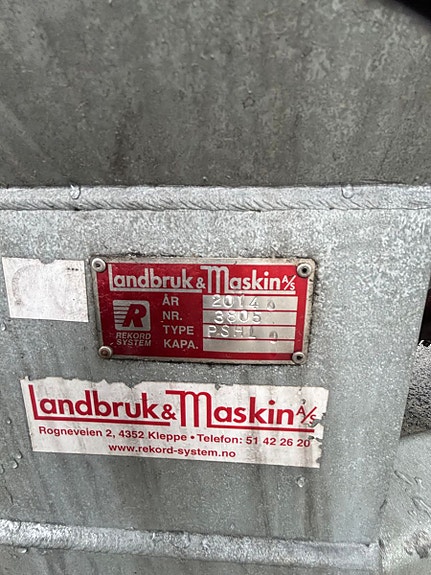 Landbruk & Maskin A/S
ÅR 2014
R NR. 3805
REKORD TYPE PSHL
SYSTEM KAPA.
Landbruk & Maskin A/S
Rogneveien 2, 4352 Kleppe • Telefon: 51 42 26 20
www.rekord-system.no